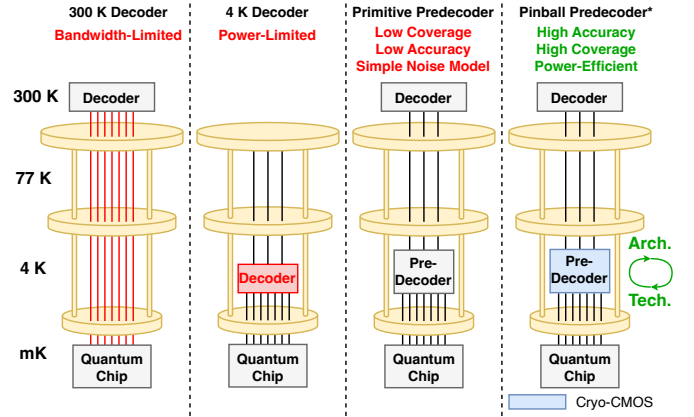 300 K Decoder
Bandwidth-Limited
4 K Decoder
Power-Limited
Primitive Predecoder
Low Coverage
Low Accuracy
Simple Noise Model
Pinball Predecoder*
High Accuracy
High Coverage
Power-Efficient
300 K
Decoder
Decoder
Decoder
77 K
4 K
Decoder
Pre-
Decoder
Pre-
Decoder
Arch.
Tech.
mK
Quantum
Chip
Quantum
Chip
Quantum
Chip
Quantum
Chip
Cryo-CMOS